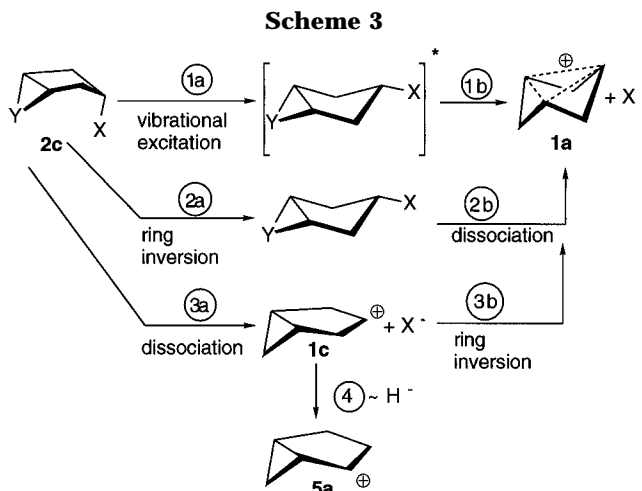 Scheme 3
Y
X
2c
1a
vibrational
excitation
Y
X
*
1b
⊕
+ X
1a
2a
ring
inversion
Y
X
2b
dissociation
3a
dissociation
⊕
+ X -
1c
3b
ring
inversion
4 ~ H -
⊕
5a